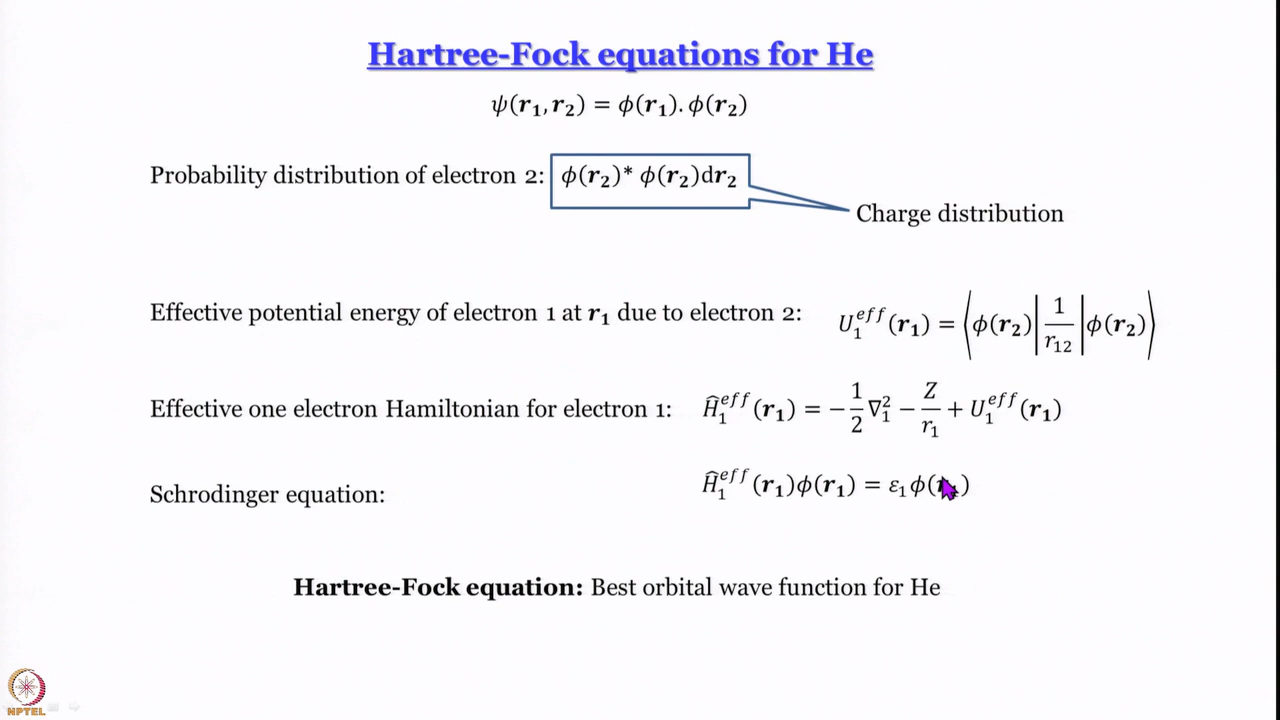 Hartree-Fock equations for He
ψ(r₁, r₂) = ϕ(r₁). ϕ(r₂)
Probability distribution of electron 2: ϕ(r₂)* ϕ(r₂)dr₂
Charge distribution
Effective potential energy of electron 1 at r₁ due to electron 2: U₁^eff(r₁) = ⟨ϕ(r₂)|1/r₁₂|ϕ(r₂)⟩
Effective one electron Hamiltonian for electron 1: Ĥ₁^eff(r₁) = −1/2 ∇₁² − Z/r₁ + U₁^eff(r₁)
Schrodinger equation: Ĥ₁^eff(r₁)ϕ(r₁) = ε₁ϕ(r₁)
Hartree-Fock equation: Best orbital wave function for He
NPTEL